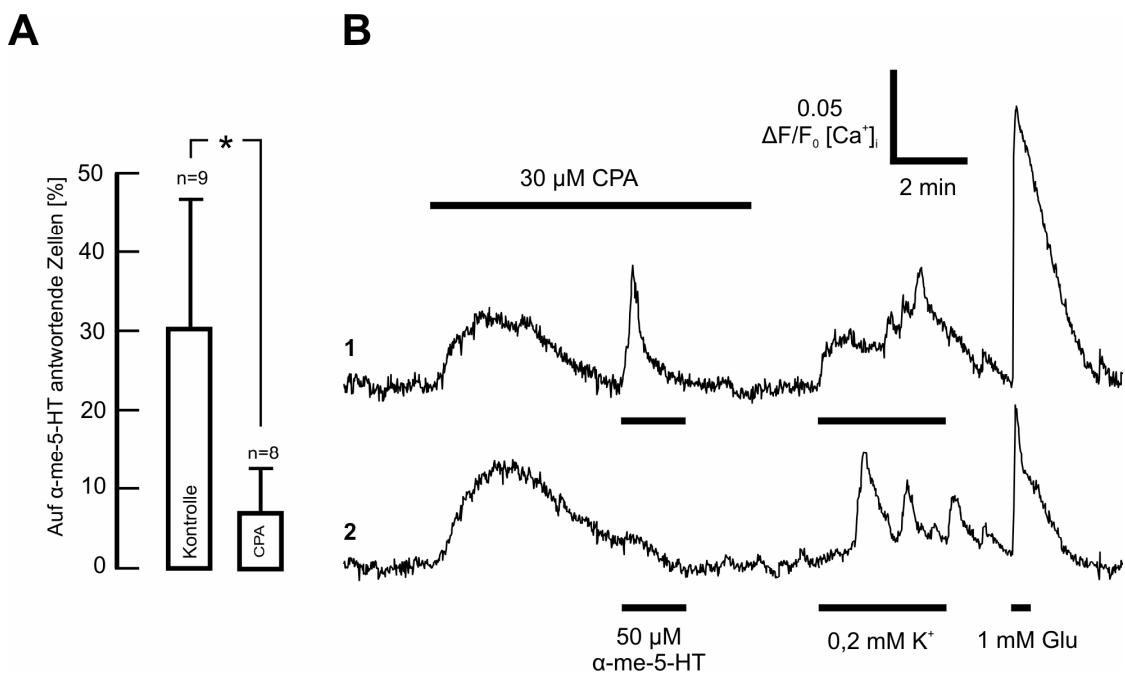 A
B
Auf α-me-5-HT antwortende Zellen [%]
50
40
30
20
10
0
*
n=9
n=8
Kontrolle
CPA
0.05
ΔF/F₀ [Ca⁺]ᵢ
2 min
30 µM CPA
1
2
50 µM
α-me-5-HT
0,2 mM K⁺
1 mM Glu